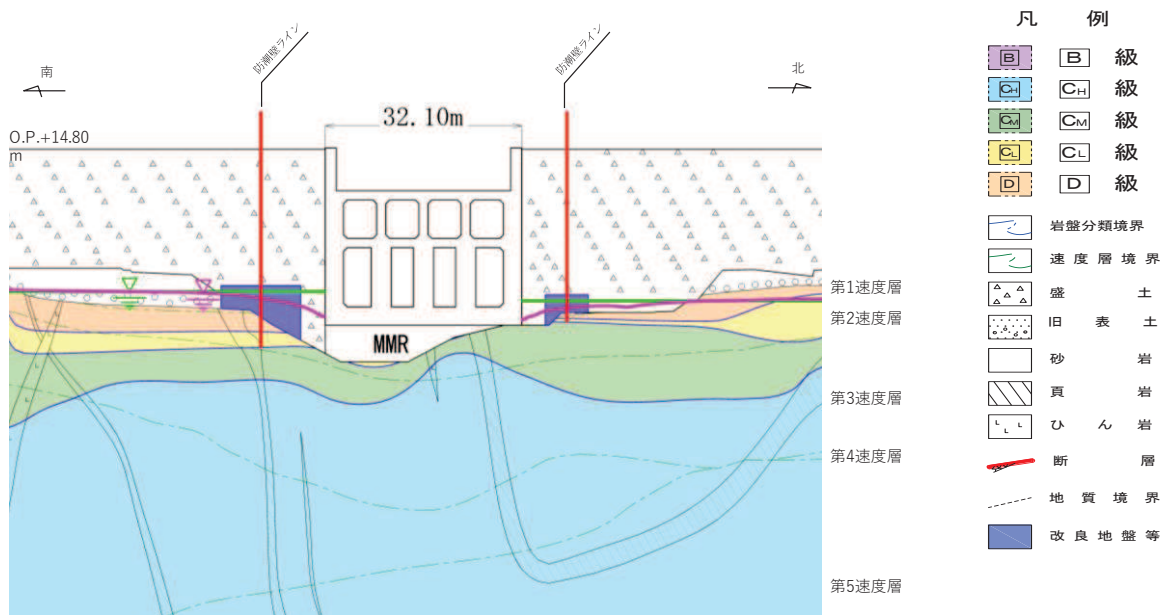 南
防潮壁ライン
防潮壁ライン
北
32.10m
O.P.+14.80
m
MMR
第1速度層
第2速度層
第3速度層
第4速度層
第5速度層
凡 例
B B 級
CH CH 級
CM CM 級
CL CL 級
D D 級
岩盤分類境界
速度層境界
盛 土
旧 表 土
砂 岩
頁 岩
ひ ん 岩
断 層
地 質 境 界
改 良 地 盤 等